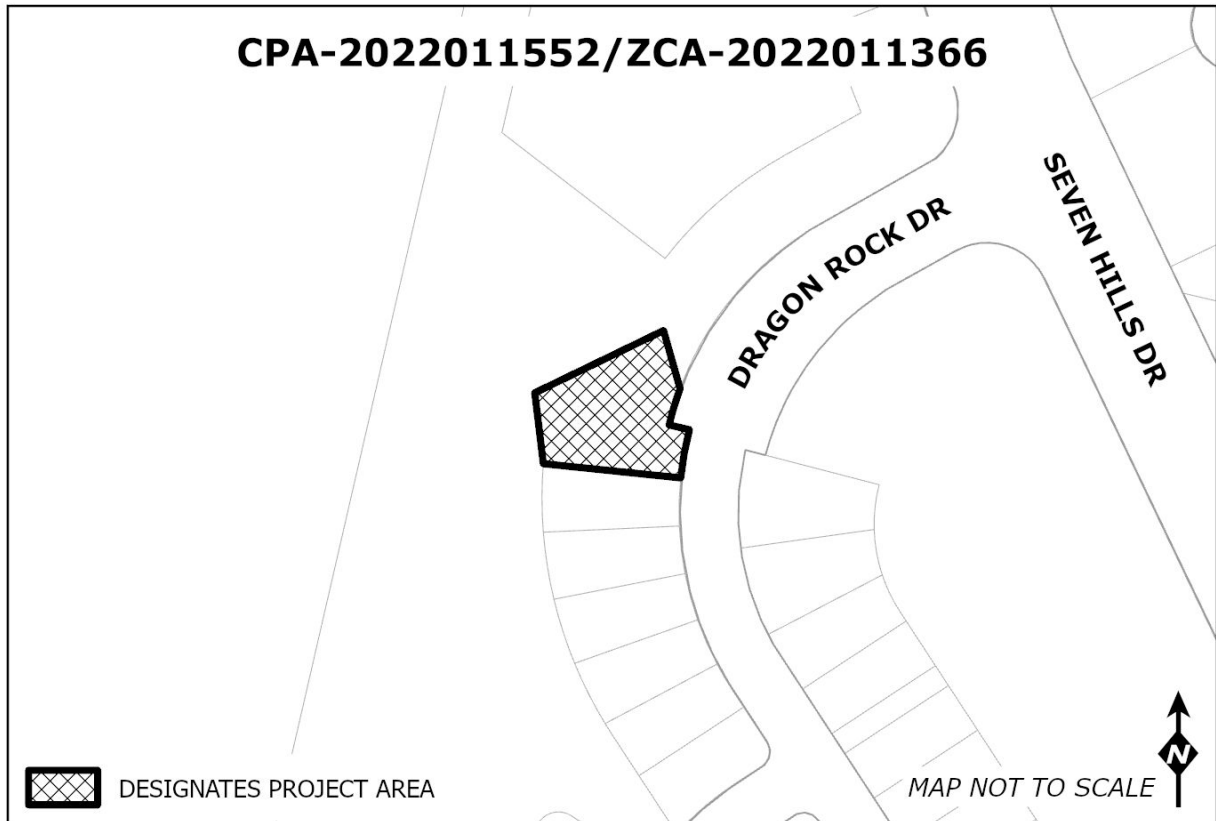 CPA-2022011552/ZCA-2022011366
SEVEN HILLS DR
DRAGON ROCK DR
DESIGNATES PROJECT AREA
MAP NOT TO SCALE
N